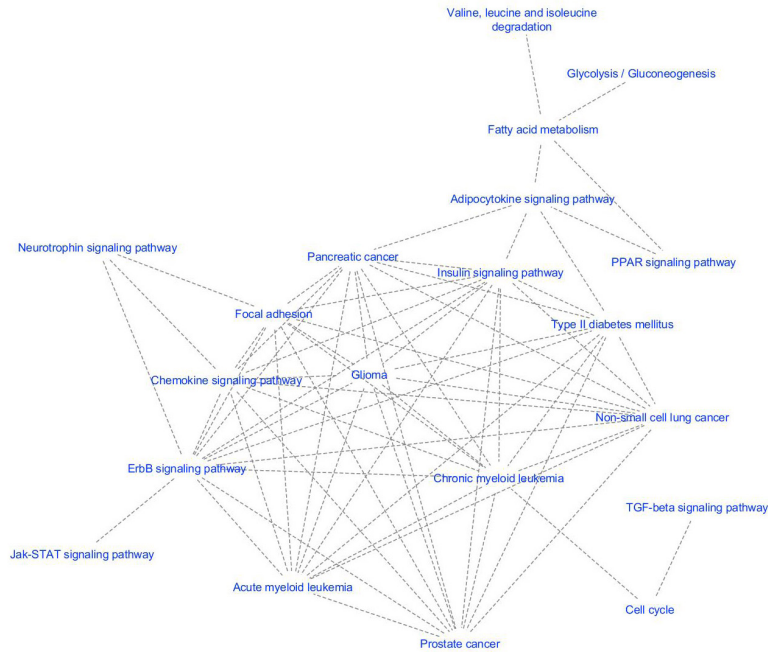 Valine, leucine and isoleucine
degradation
Glycolysis / Gluconeogenesis
Fatty acid metabolism
Adipocytokine signaling pathway
Neurotrophin signaling pathway
Pancreatic cancer
Insulin signaling pathway
PPAR signaling pathway
Focal adhesion
Type II diabetes mellitus
Chemokine signaling pathway
Glioma
Non-small cell lung cancer
ErbB signaling pathway
Chronic myeloid leukemia
TGF-beta signaling pathway
Jak-STAT signaling pathway
Acute myeloid leukemia
Cell cycle
Prostate cancer